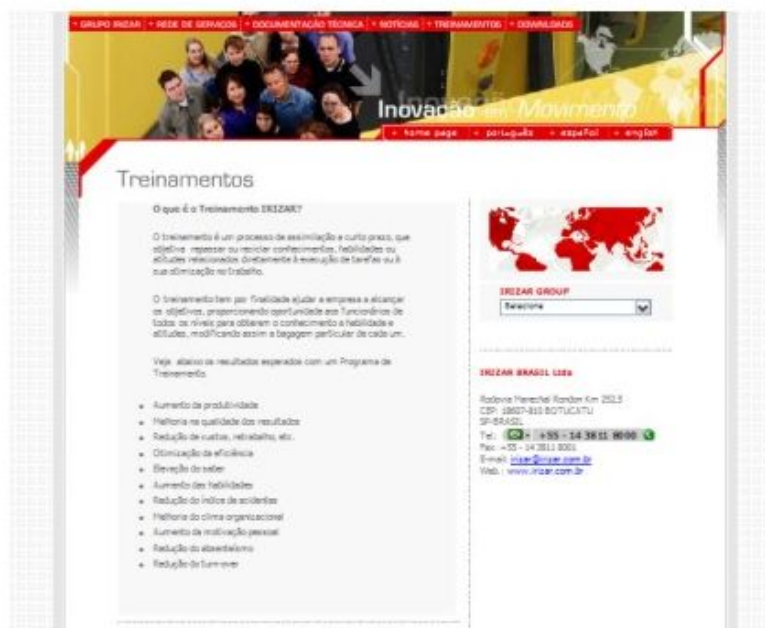 GRUPO IRIZAR
REDE DE SERVIÇOS
DOCUMENTAÇÃO TÉCNICA
NOTÍCIAS
TREINAMENTOS
DOWNLOADS
Inovação em Movimento
home page
português
español
english
Treinamentos
O que é o Treinamento IRIZAR?
O treinamento é um processo de assimilação a curto prazo, que
objetiva repassar ou reciclar conhecimentos, habilidades ou
atitudes relacionados diretamente à execução de tarefas ou à
sua otimização no trabalho.
O treinamento tem por finalidade ajudar a empresa a alcançar
os objetivos, proporcionando oportunidade aos funcionários de
todos os níveis para obterem o conhecimento a habilidade e
atitudes, modificando assim a bagagem particular de cada um.
Veja abaixo os resultados esperados com um Programa de
Treinamento
Aumento da produtividade
Melhoria na qualidade dos resultados
Redução de custos, retrabalho, etc.
Otimização da eficiência
Elevação do saber
Aumento das habilidades
Redução do índice de acidentes
Melhoria do clima organizacional
Aumento da motivação pessoal
Redução do absenteísmo
Redução do turn-over
IRIZAR GROUP
Selecione
IRIZAR BRASIL Ltda
Rodovia Marechal Rondon Km 252,5
CEP: 18607-810 BOTUCATU
SP-BRASIL
Tel.: +55 - 14 3811 8000
Fax: +55 - 14 3811 8001
E-mail: irizar@irizar.com.br
Web.: www.irizar.com.br